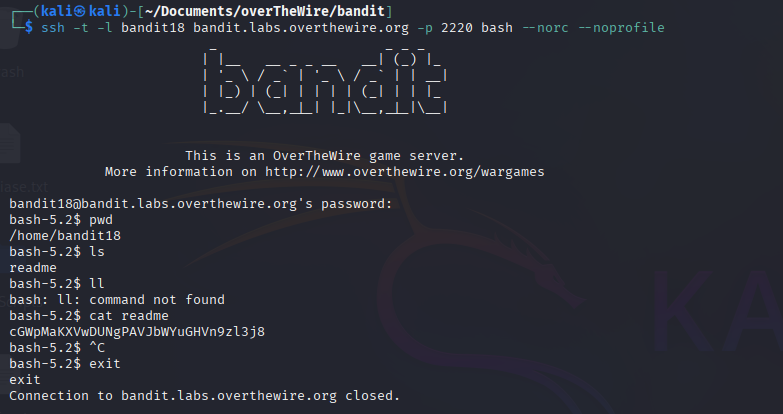 (kali㉿kali)-[~/Documents/overTheWire/bandit]
$ ssh -t -l bandit18 bandit.labs.overthewire.org -p 2220 bash --norc --noprofile
bandit
This is an OverTheWire game server.
More information on http://www.overthewire.org/wargames
bandit18@bandit.labs.overthewire.org's password:
bash-5.2$ pwd
/home/bandit18
bash-5.2$ ls
readme
bash-5.2$ ll
bash: ll: command not found
bash-5.2$ cat readme
cGWpMaKXVwDUNgPAVJbWYuGHVn9zl3j8
bash-5.2$ ^C
bash-5.2$ exit
exit
Connection to bandit.labs.overthewire.org closed.
KA